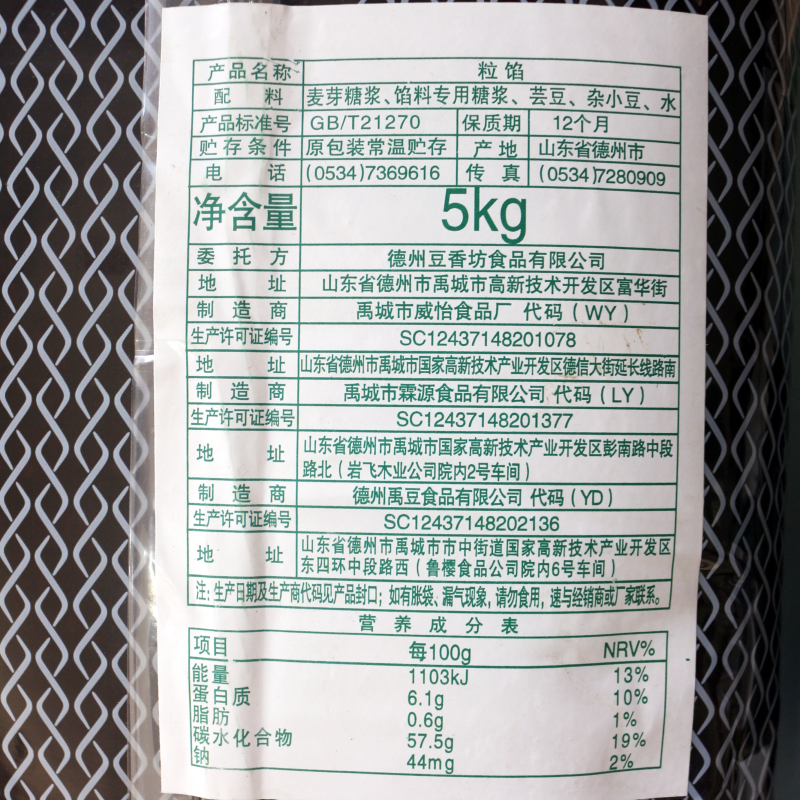 产品名称 粒馅
配料 麦芽糖浆、馅料专用糖浆、芸豆、杂小豆、水
产品标准号 GB/T21270 保质期 12个月
贮存条件 原包装常温贮存 产地 山东省德州市
电话 (0534)7369616 传真 (0534)7280909
净含量 5kg
委托方 德州豆香坊食品有限公司
地址 山东省德州市禹城市高新技术开发区富华街
制造商 禹城市威怡食品厂 代码（WY）
生产许可证编号 SC12437148201078
地址 山东省德州市禹城市国家高新技术产业开发区德信大街延长线路南
制造商 禹城市霖源食品有限公司 代码（LY）
生产许可证编号 SC12437148201377
地址 山东省德州市禹城市国家高新技术产业开发区彭南路中段
路北（岩飞木业公司院内2号车间）
制造商 德州禹豆食品有限公司 代码（YD）
生产许可证编号 SC12437148202136
地址 山东省德州市禹城市市中街道国家高新技术产业开发区
东四环中段路西（鲁樱食品公司院内6号车间）
注: 生产日期及生产商代码见产品封口；如有胀袋、漏气现象, 请勿食用, 速与经销商或厂家联系。
营养成分表
项目 每100g NRV%
能量 1103kJ 13%
蛋白质 6.1g 10%
脂肪 0.6g 1%
碳水化合物 57.5g 19%
钠 44mg 2%